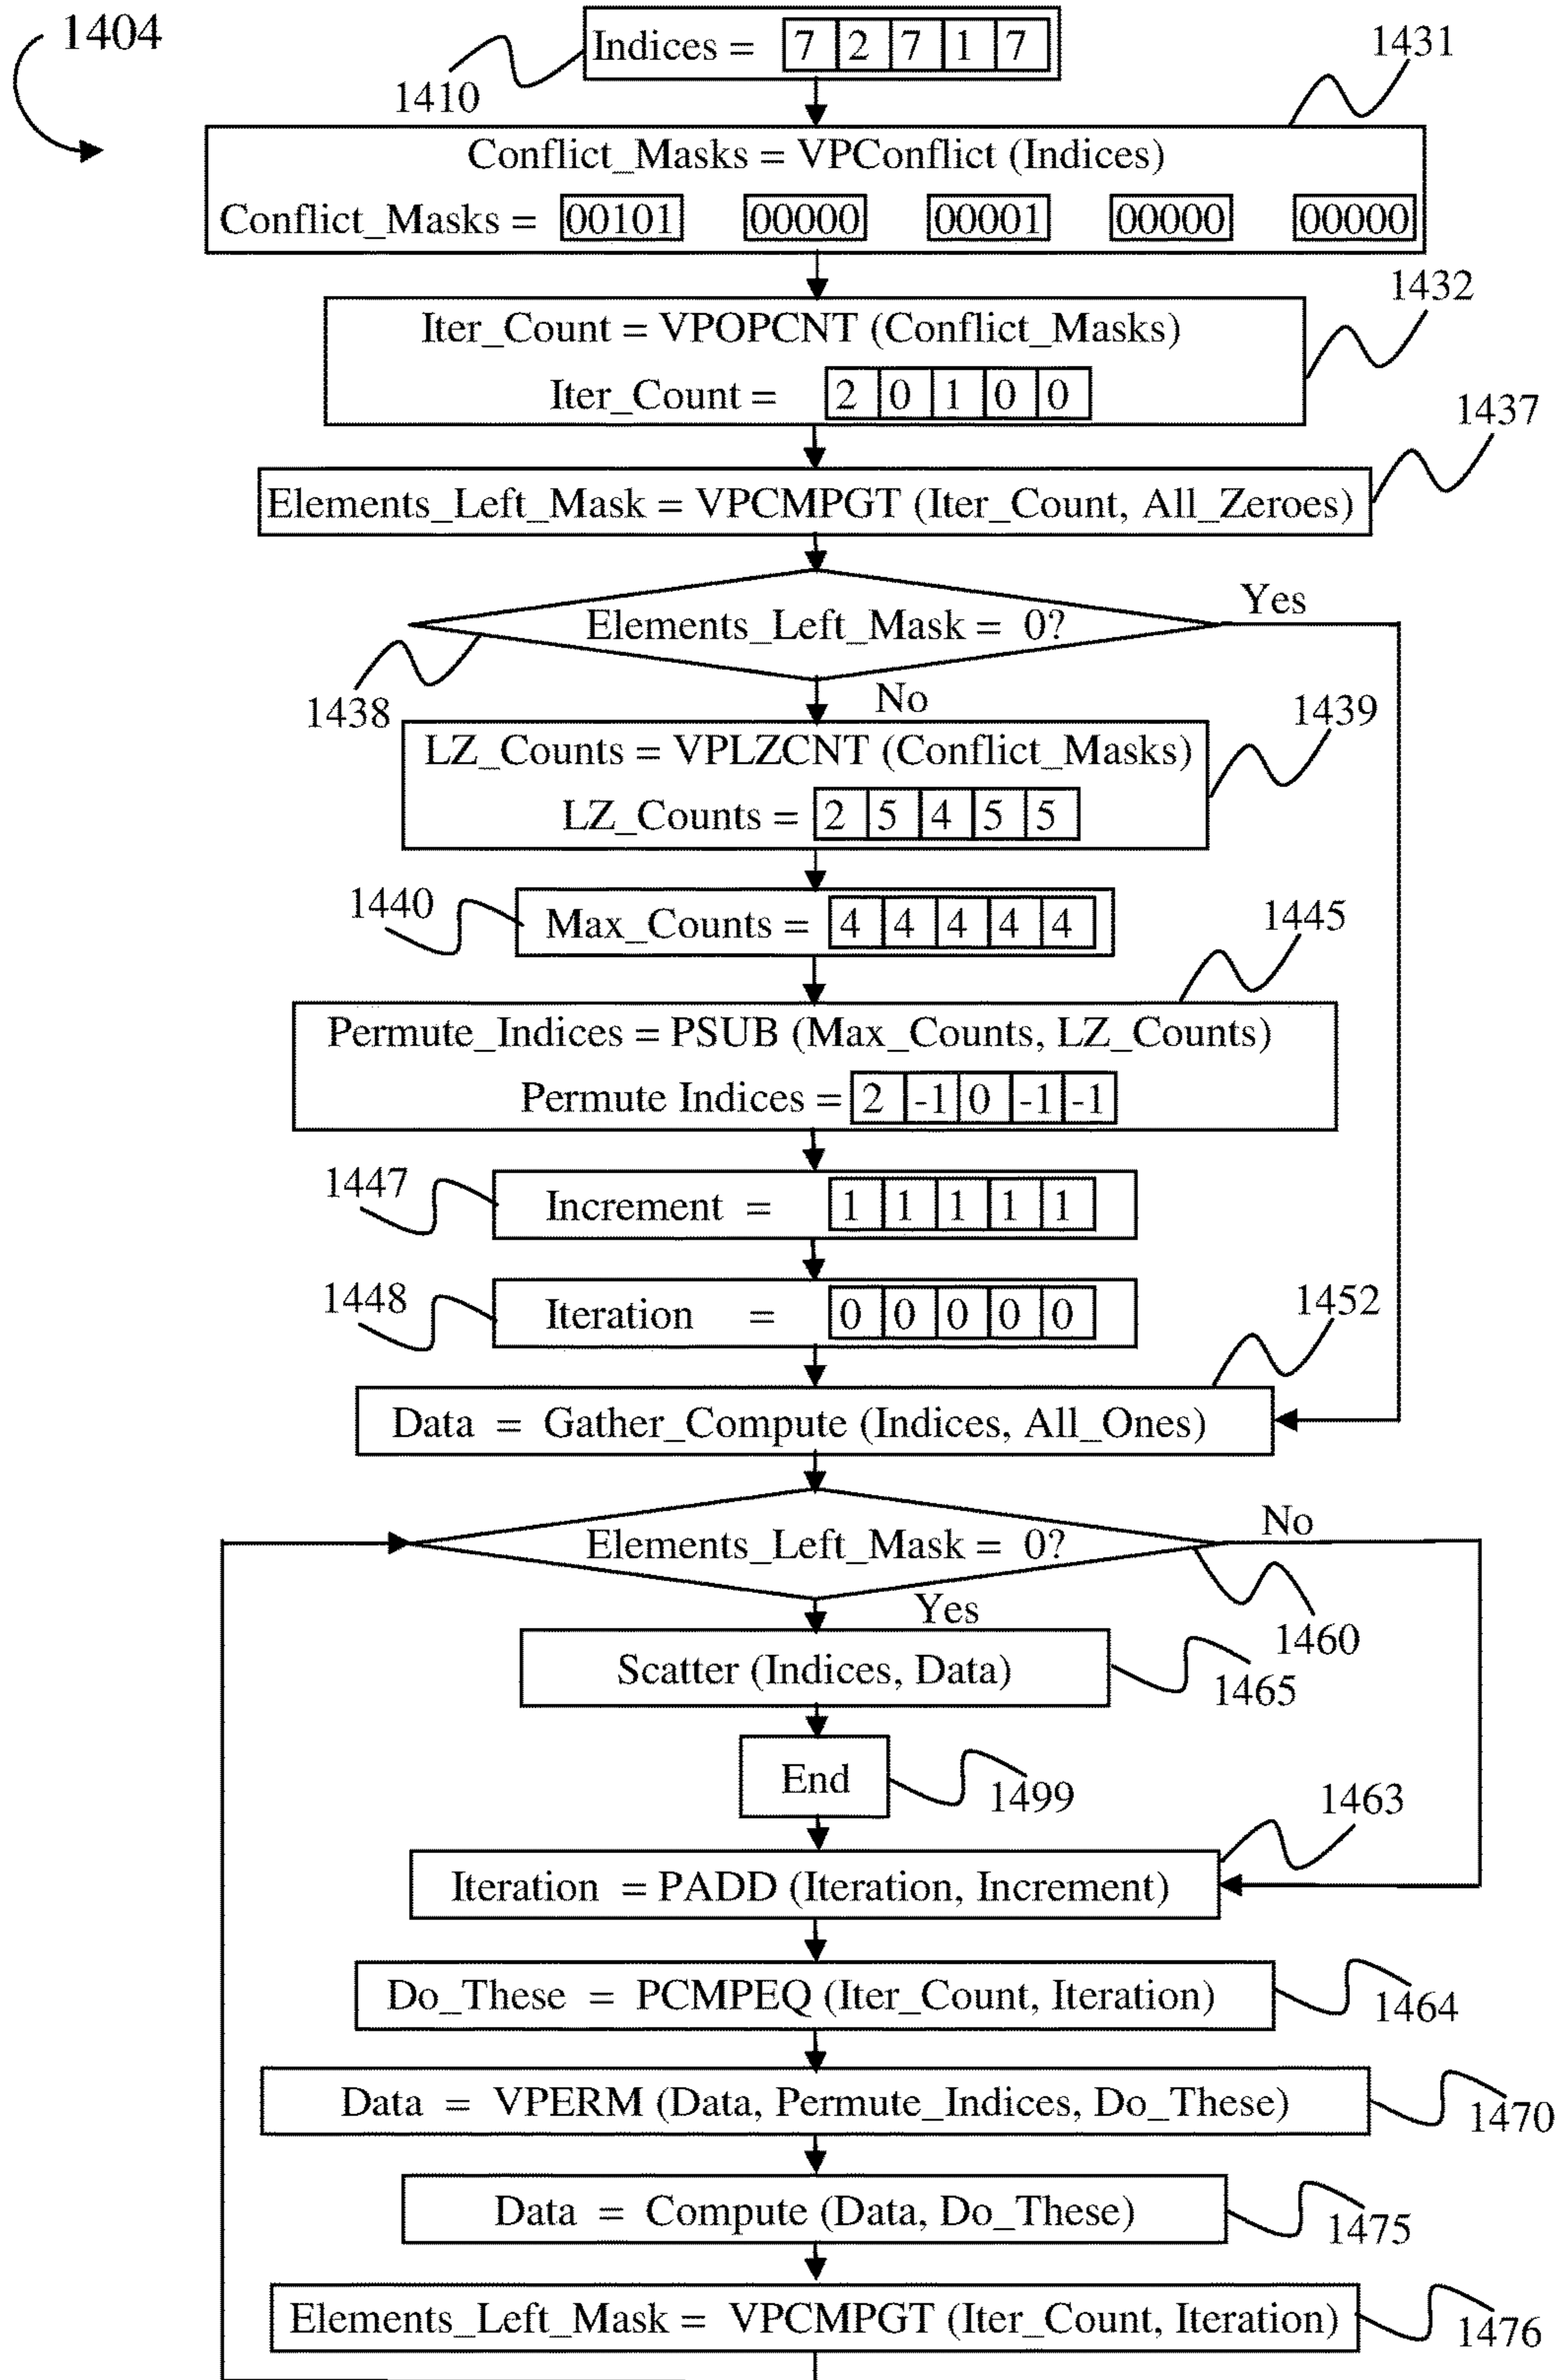 1404
Indices = 7 2 7 1 7
1410
1431
Conflict_Masks = VPConflict (Indices)
Conflict_Masks = 00101 00000 00001 00000 00000
1432
Iter_Count = VPOPCNT (Conflict_Masks)
Iter_Count = 2 0 1 0 0
1437
Elements_Left_Mask = VPCMPGT (Iter_Count, All_Zeroes)
Elements_Left_Mask = 0?
Yes
1438
No
1439
LZ_Counts = VPLZCNT (Conflict_Masks)
LZ_Counts = 2 5 4 5 5
1440
Max_Counts = 4 4 4 4 4
1445
Permute_Indices = PSUB (Max_Counts, LZ_Counts)
Permute Indices = 2 -1 0 -1 -1
1447
Increment = 1 1 1 1 1
1448
Iteration = 0 0 0 0 0
1452
Data = Gather_Compute (Indices, All_Ones)
Elements_Left_Mask = 0?
No
Yes
1460
Scatter (Indices, Data)
1465
End
1499
1463
Iteration = PADD (Iteration, Increment)
Do_These = PCMPEQ (Iter_Count, Iteration)
1464
Data = VPERM (Data, Permute_Indices, Do_These)
1470
Data = Compute (Data, Do_These)
1475
Elements_Left_Mask = VPCMPGT (Iter_Count, Iteration)
1476